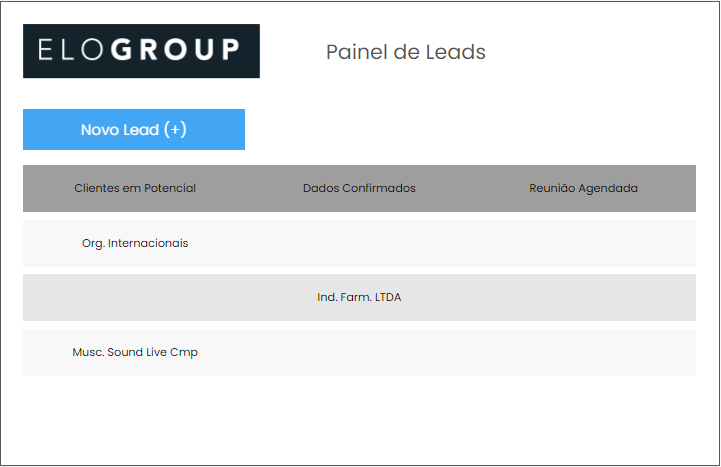 ELOGROUP
Painel de Leads
Novo Lead (+)
Clientes em Potencial Dados Confirmados Reunião Agendada
Org. Internacionais
Ind. Farm. LTDA
Musc. Sound Live Cmp